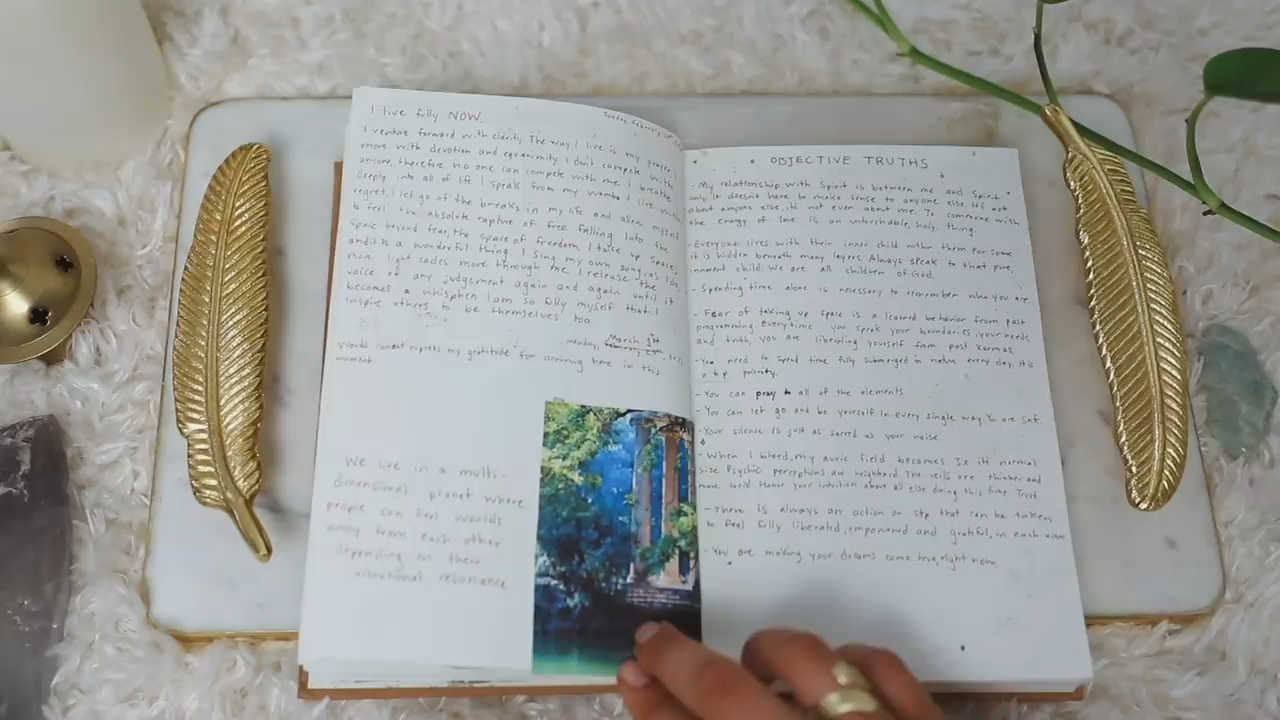 I live fully NOW.
I venture forward with clarity. The way I live is my prayer. I
move with devotion and equanimity. I don't compete with
anyone, therefore no one can compete with me. I breathe
deeply into all of life. I speak from my womb. I live with
regret. I let go of the breaks in my life and allow myself
to feel the absolute rapture of free falling into the
space beyond fear, the space of freedom. I take up space,
and it is a wonderful thing. I sing my own song, as
more light codes move through me. I release the
voice of any judgement again and again until it
becomes a whisper. I am so fully myself that I
inspire others to be themselves too.
Monday, March 1st
Words cannot express my gratitude for arriving here in this
moment.
We live in a multi-
dimensional planet where
people can feel worlds
away from each other
depending on their
vibrational resonance
OBJECTIVE TRUTHS
- My relationship with Spirit is between me and Spirit
only. It doesn't have to make sense to anyone else. It's not
about anyone else, it's not even about me. To commune with
the energy of love is an untouchable, holy thing.
- Everyone lives with their inner child within them. For some
it is hidden beneath many layers. Always speak to that pure,
innocent child. We are all children of God.
- Spending time alone is necessary to remember who you are
- Fear of taking up space is a learned behavior from past
programming. Everytime you speak your boundaries, your needs
and truth, you are liberating yourself from past karmas.
- You need to spend time fully submerged in nature every day. it is
a top priority.
- You can pray to all of the elements
- You can let go and be yourself. In every single way. You are safe.
- Your silence is just as sacred as your noise
- When I bleed, my auric field becomes 3x its normal
size. Psychic perceptions are heightened. The veils are thinner and
more lucid. Honor your intuition above all else during this time. Trust.
- There is always an action or step that can be taken
to feel fully liberated, empowered and grateful, in each now
- You are making your dreams come true, right now.